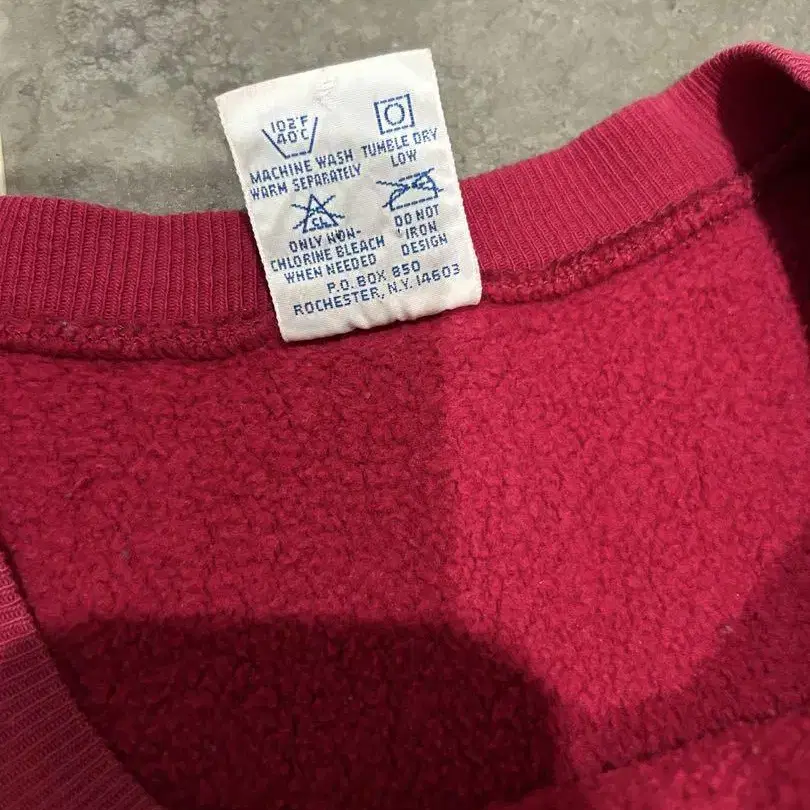 102°F
40°C
MACHINE WASH
WARM SEPARATELY
TUMBLE DRY
LOW
CL
ONLY NON-
CHLORINE BLEACH
WHEN NEEDED
DO NOT
IRON
DESIGN
P.O. BOX 850
ROCHESTER, N.Y. 14603